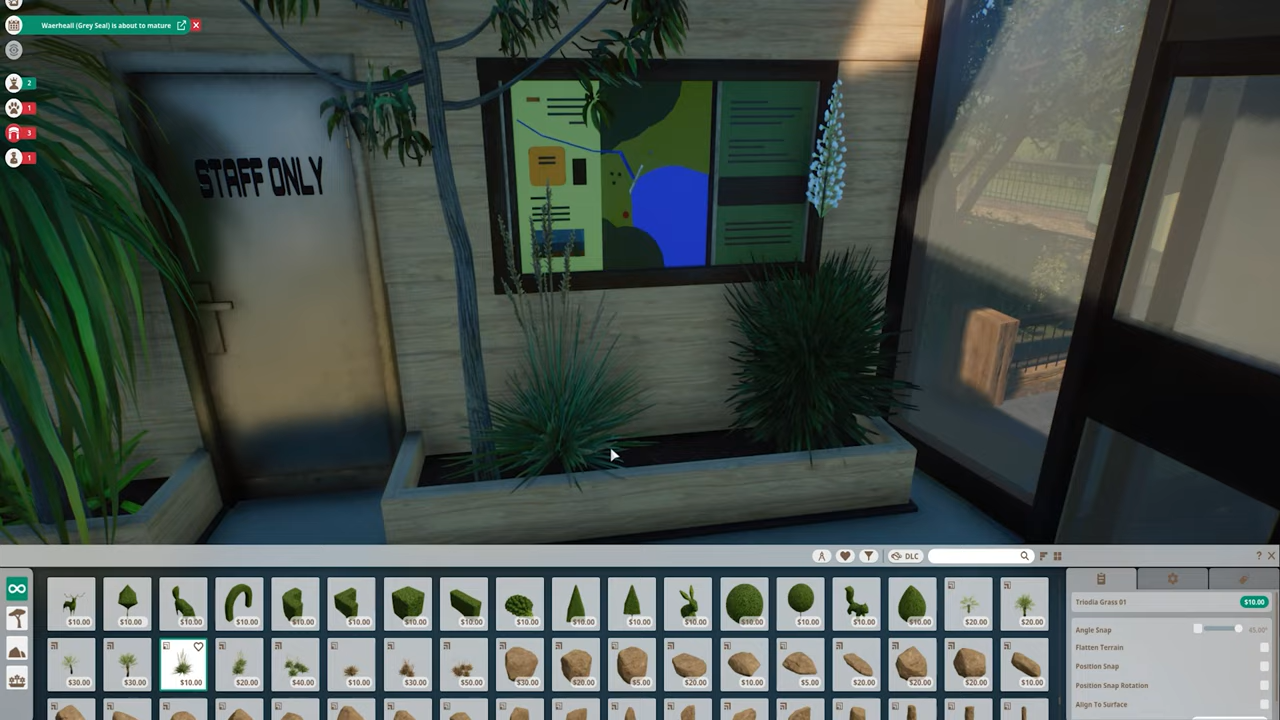 Waerheall (Grey Seal) is about to mature
2
1
3
1
STAFF ONLY
DLC
?
$10.00 $10.00 $10.00 $10.00 $10.00 $10.00 $10.00 $10.00 $10.00 $10.00 $10.00 $10.00 $10.00 $10.00 $10.00 $10.00 $20.00 $20.00
$30.00 $30.00 $10.00 $20.00 $40.00 $10.00 $30.00 $50.00 $30.00 $20.00 $5.00 $20.00 $10.00 $5.00 $20.00 $20.00 $20.00 $10.00
Triodia Grass 01 $10.00
Angle Snap 45.00°
Flatten Terrain
Position Snap
Position Snap Rotation
Align To Surface